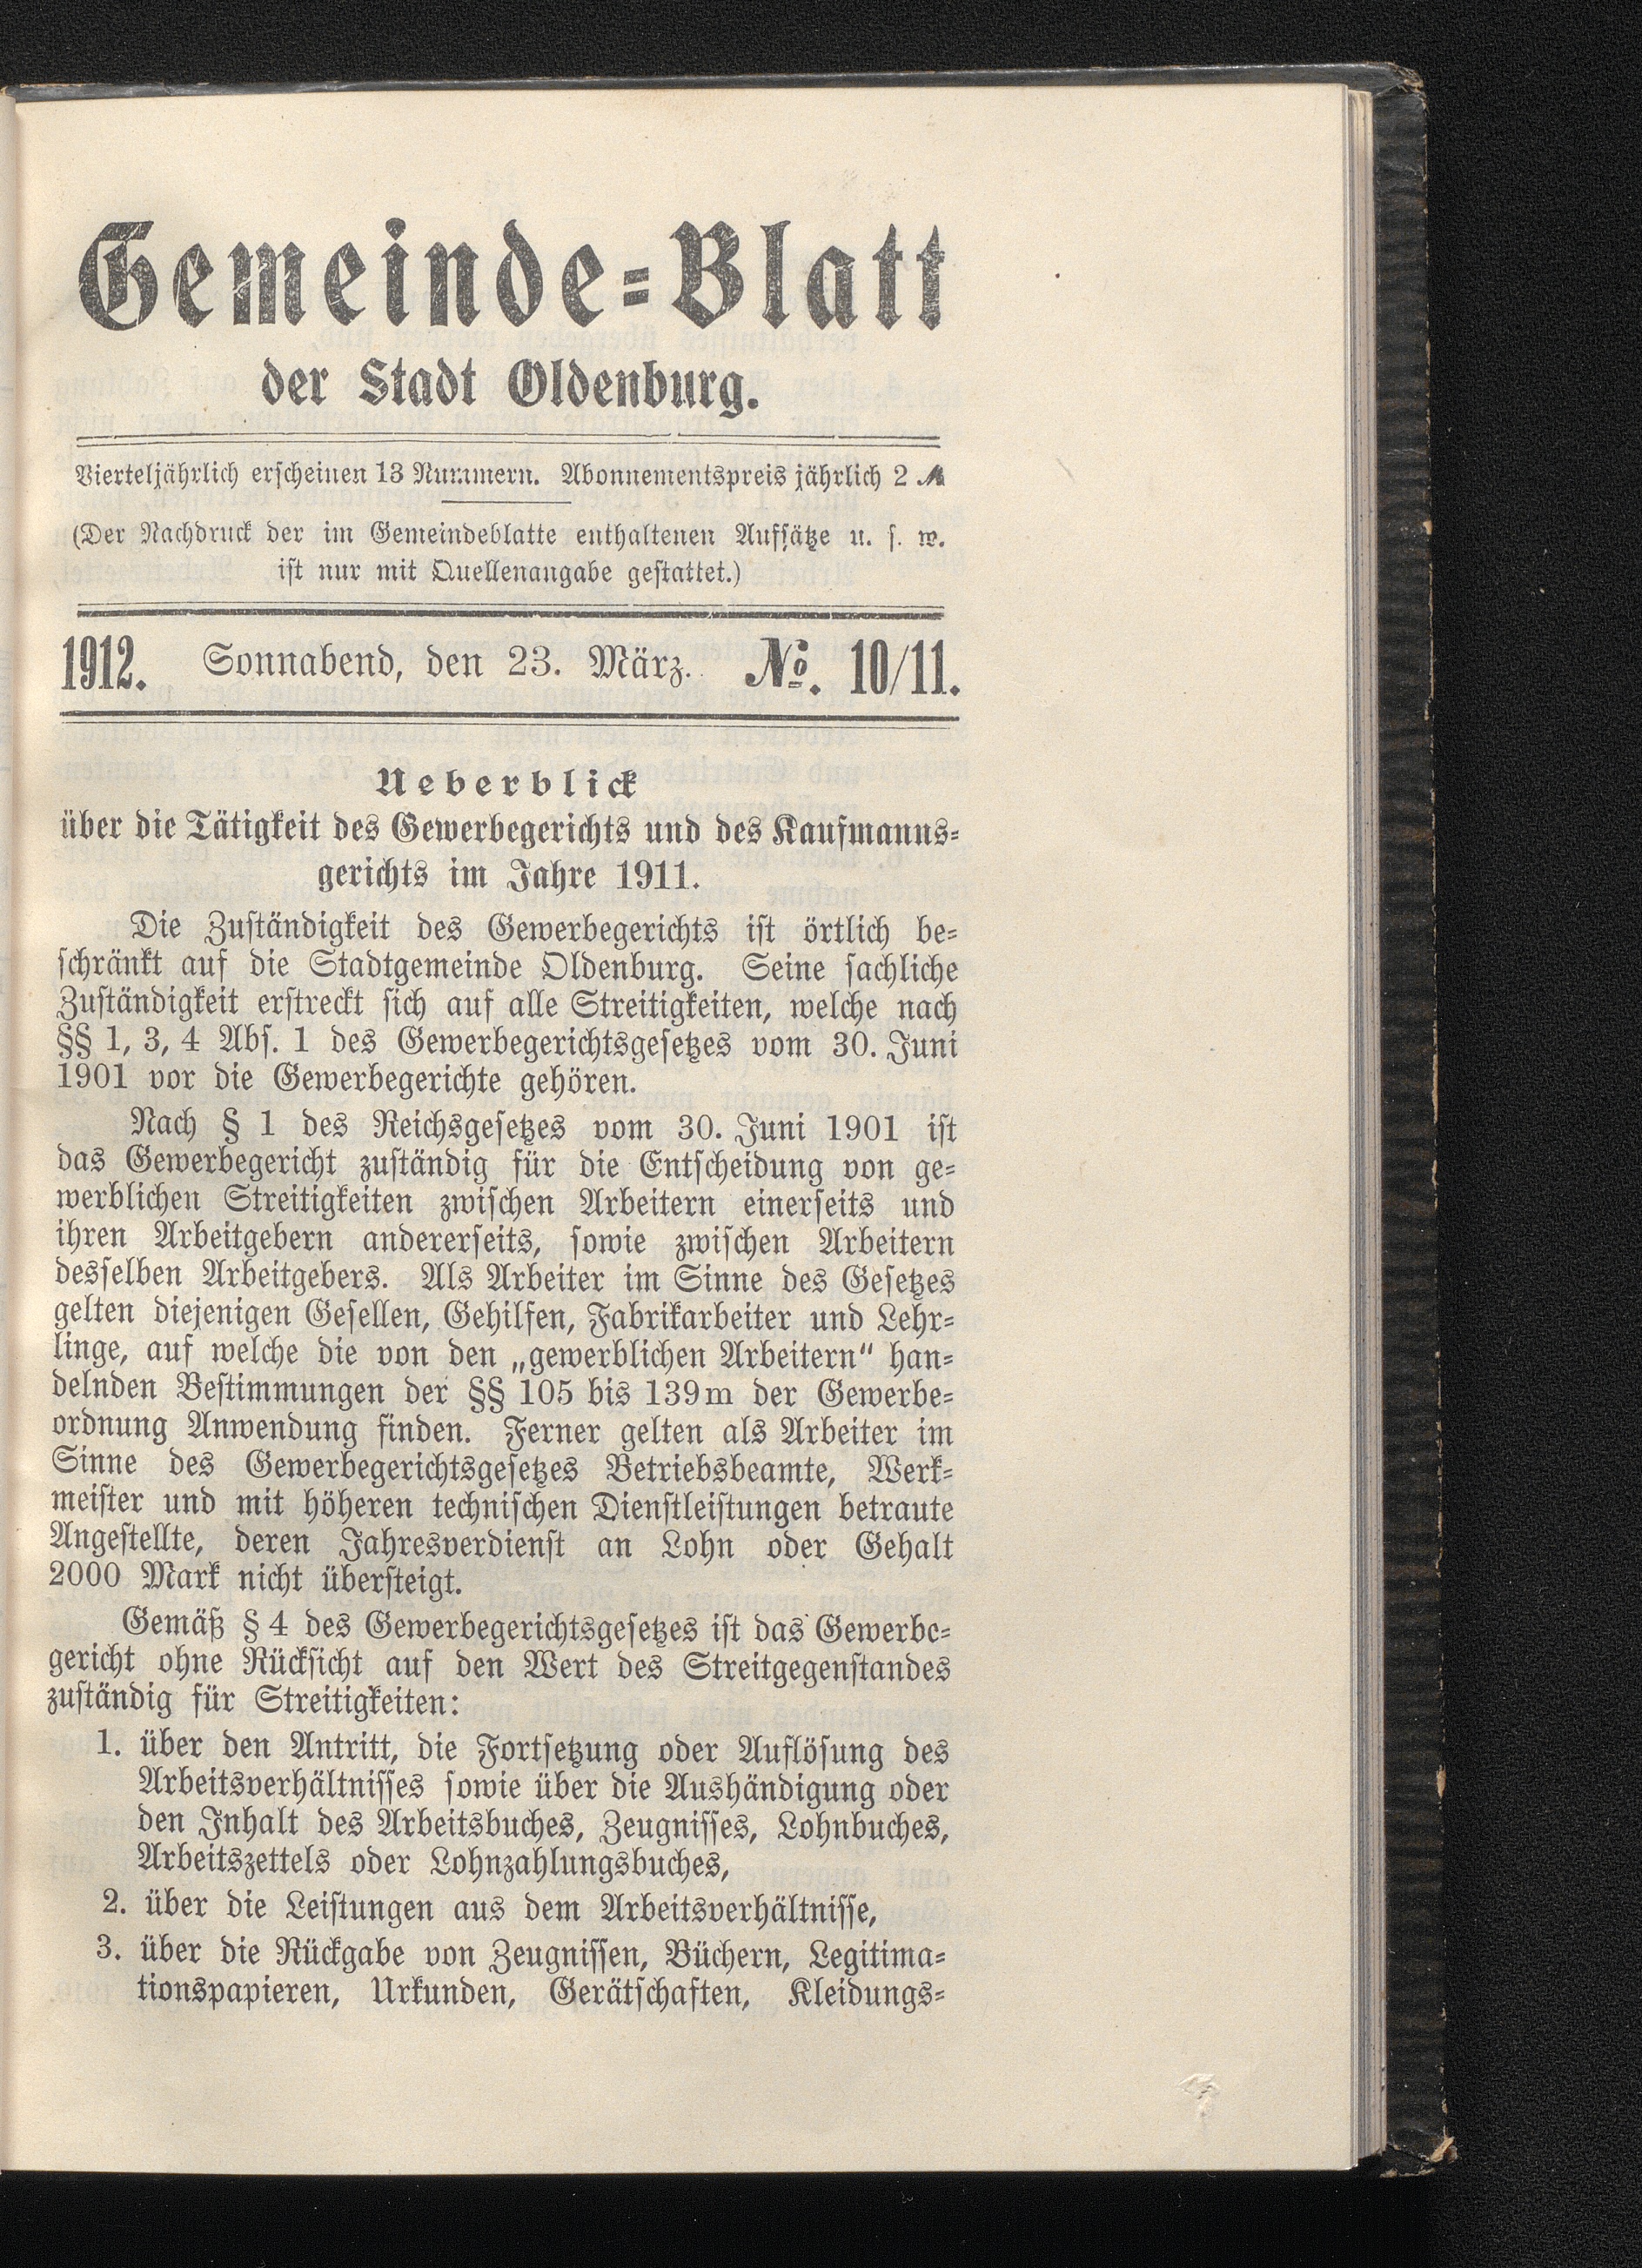 Gemeinde=Blatt
der Stadt Oldenburg.
Vierteljährlich erscheinen 13 Nummern. Abonnementspreis jährlich 2 ℳ
(Der Nachdruck der im Gemeindeblatte enthaltenen Aufsätze u. s. w.
ist nur mit Quellenangabe gestattet.)
1912. Sonnabend, den 23. März. No. 10/11.
Ueberblick
über die Tätigkeit des Gewerbegerichts und des Kaufmanns=
gerichts im Jahre 1911.
Die Zuständigkeit des Gewerbegerichts ist örtlich be=
schränkt auf die Stadtgemeinde Oldenburg. Seine sachliche
Zuständigkeit erstreckt sich auf alle Streitigkeiten, welche nach
§§ 1, 3, 4 Abs. 1 des Gewerbegerichtsgesetzes vom 30. Juni
1901 vor die Gewerbegerichte gehören.
Nach § 1 des Reichsgesetzes vom 30. Juni 1901 ist
das Gewerbegericht zuständig für die Entscheidung von ge=
werblichen Streitigkeiten zwischen Arbeitern einerseits und
ihren Arbeitgebern andererseits, sowie zwischen Arbeitern
desselben Arbeitgebers. Als Arbeiter im Sinne des Gesetzes
gelten diejenigen Gesellen, Gehilfen, Fabrikarbeiter und Lehr=
linge, auf welche die von den „gewerblichen Arbeitern“ han=
delnden Bestimmungen der §§ 105 bis 139m der Gewerbe=
ordnung Anwendung finden. Ferner gelten als Arbeiter im
Sinne des Gewerbegerichtsgesetzes Betriebsbeamte, Werk=
meister und mit höheren technischen Dienstleistungen betraute
Angestellte, deren Jahresverdienst an Lohn oder Gehalt
2000 Mark nicht übersteigt.
Gemäß § 4 des Gewerbegerichtsgesetzes ist das Gewerbe=
gericht ohne Rücksicht auf den Wert des Streitgegenstandes
zuständig für Streitigkeiten:
1. über den Antritt, die Fortsetzung oder Auflösung des
Arbeitsverhältnisses sowie über die Aushändigung oder
den Inhalt des Arbeitsbuches, Zeugnisses, Lohnbuches,
Arbeitszettels oder Lohnzahlungsbuches,
2. über die Leistungen aus dem Arbeitsverhältnisse,
3. über die Rückgabe von Zeugnissen, Büchern, Legitima=
tionspapieren, Urkunden, Gerätschaften, Kleidungs=